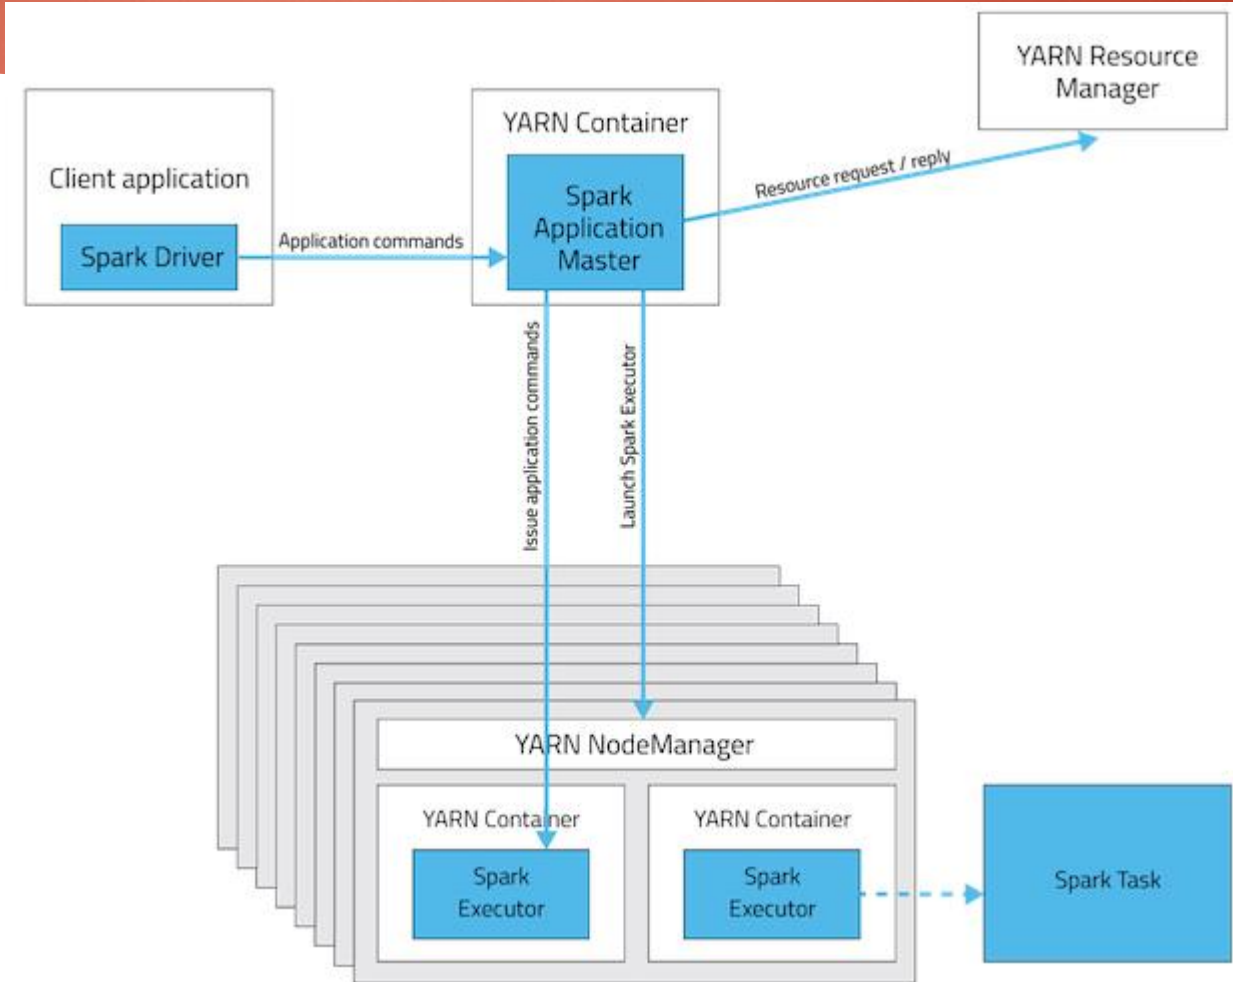 YARN Resource
Manager
YARN Container
Client application
Spark
Application
Master
Spark Driver
Application commands
Resource request / reply
Issue application commands
Launch Spark Executor
YARN NodeManager
YARN Container
YARN Container
Spark
Executor
Spark
Executor
Spark Task